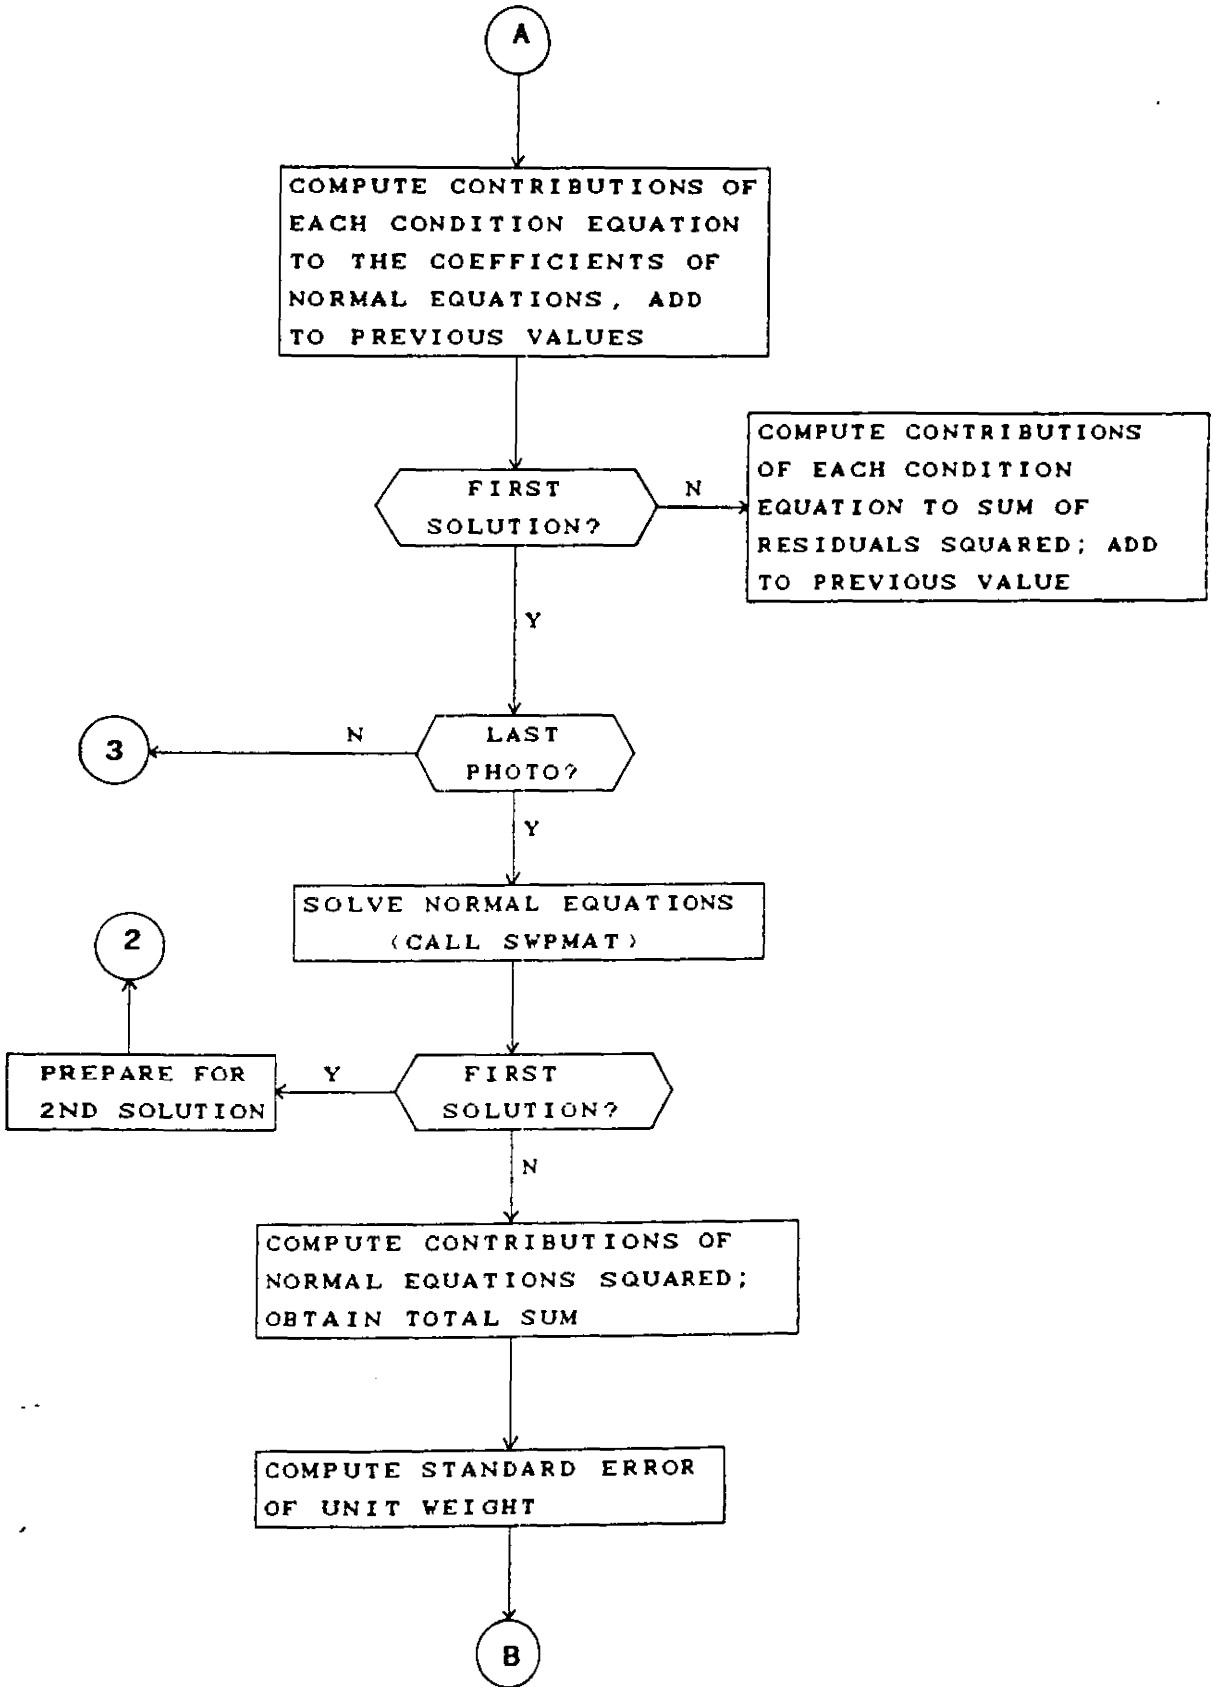 A
COMPUTE CONTRIBUTIONS OF
EACH CONDITION EQUATION
TO THE COEFFICIENTS OF
NORMAL EQUATIONS, ADD
TO PREVIOUS VALUES
FIRST
SOLUTION?
N
COMPUTE CONTRIBUTIONS
OF EACH CONDITION
EQUATION TO SUM OF
RESIDUALS SQUARED; ADD
TO PREVIOUS VALUE
Y
LAST
PHOTO?
N
3
Y
SOLVE NORMAL EQUATIONS
(CALL SWPMAT)
2
FIRST
SOLUTION?
Y
PREPARE FOR
2ND SOLUTION
N
COMPUTE CONTRIBUTIONS OF
NORMAL EQUATIONS SQUARED;
OBTAIN TOTAL SUM
COMPUTE STANDARD ERROR
OF UNIT WEIGHT
B